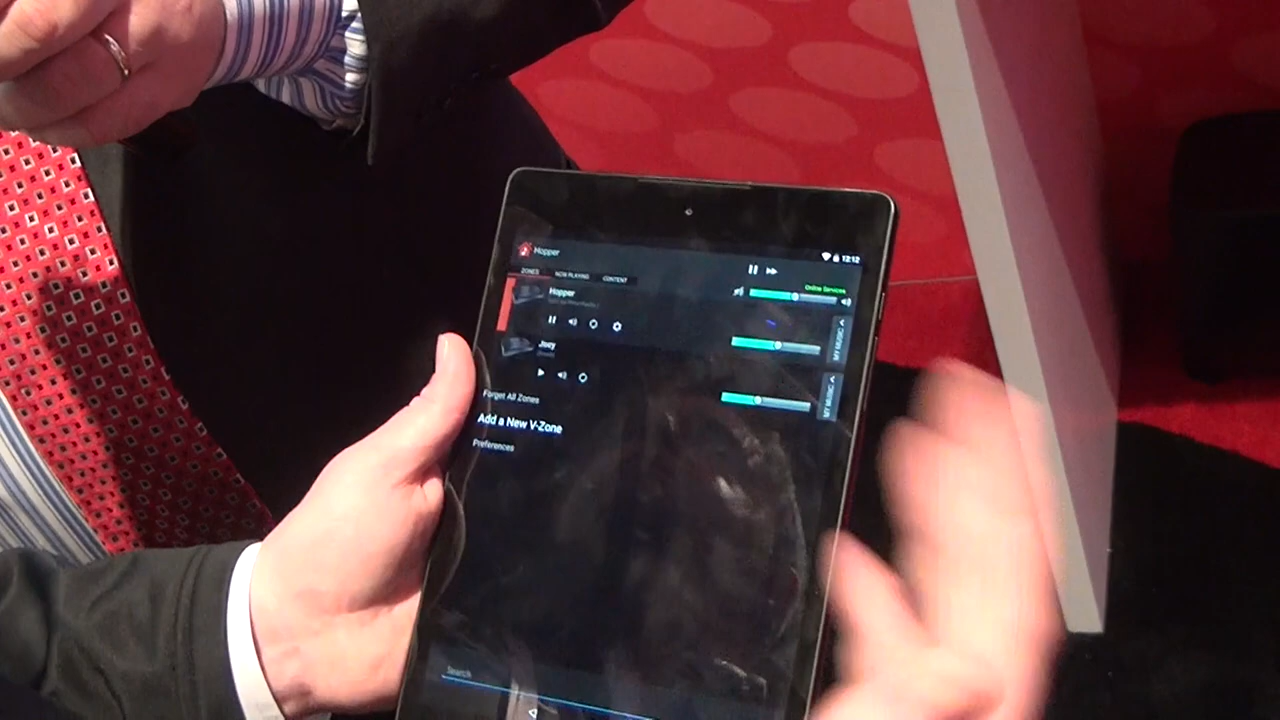 Hopper
12:12
ZONES NOW PLAYING CONTENT
Online Services
Hopper
MY MUSIC
Joey
MY MUSIC
Forget All Zones
Add a New V-Zone
Preferences
Search